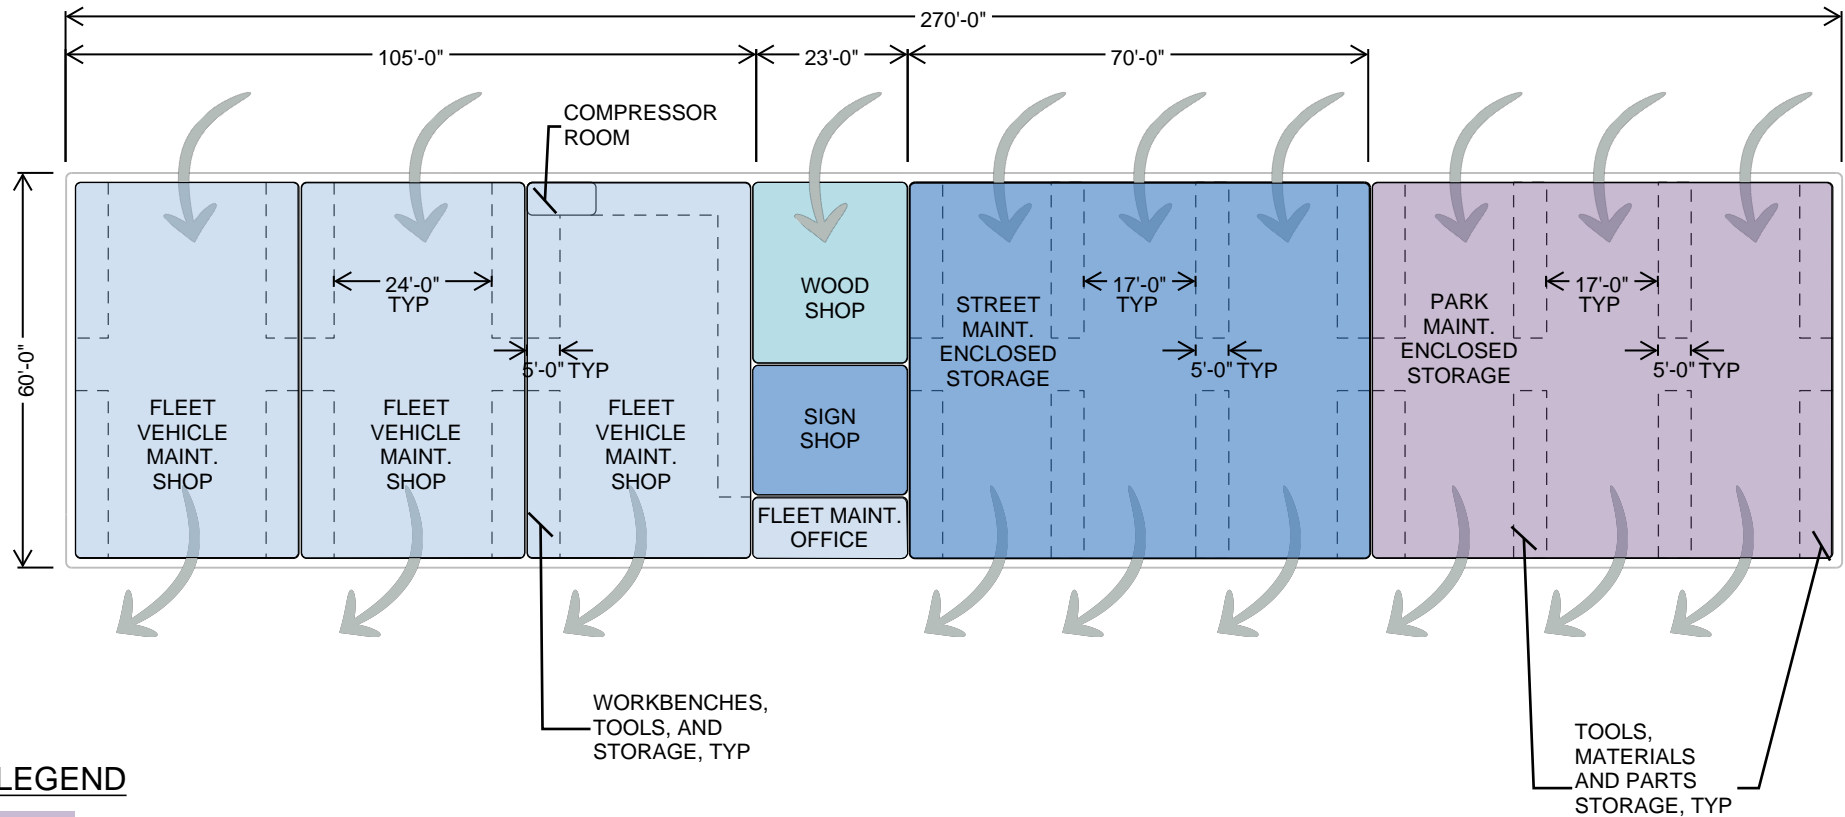 270'-0"
105'-0"
23'-0"
70'-0"
COMPRESSOR
ROOM
60'-0"
24'-0"
TYP
5'-0" TYP
WOOD
SHOP
17'-0"
TYP
5'-0" TYP
STREET
MAINT.
ENCLOSED
STORAGE
17'-0"
TYP
5'-0" TYP
PARK
MAINT.
ENCLOSED
STORAGE
FLEET
VEHICLE
MAINT.
SHOP
FLEET
VEHICLE
MAINT.
SHOP
FLEET
VEHICLE
MAINT.
SHOP
SIGN
SHOP
FLEET MAINT.
OFFICE
WORKBENCHES,
TOOLS, AND
STORAGE, TYP
TOOLS,
MATERIALS
AND PARTS
STORAGE, TYP
LEGEND